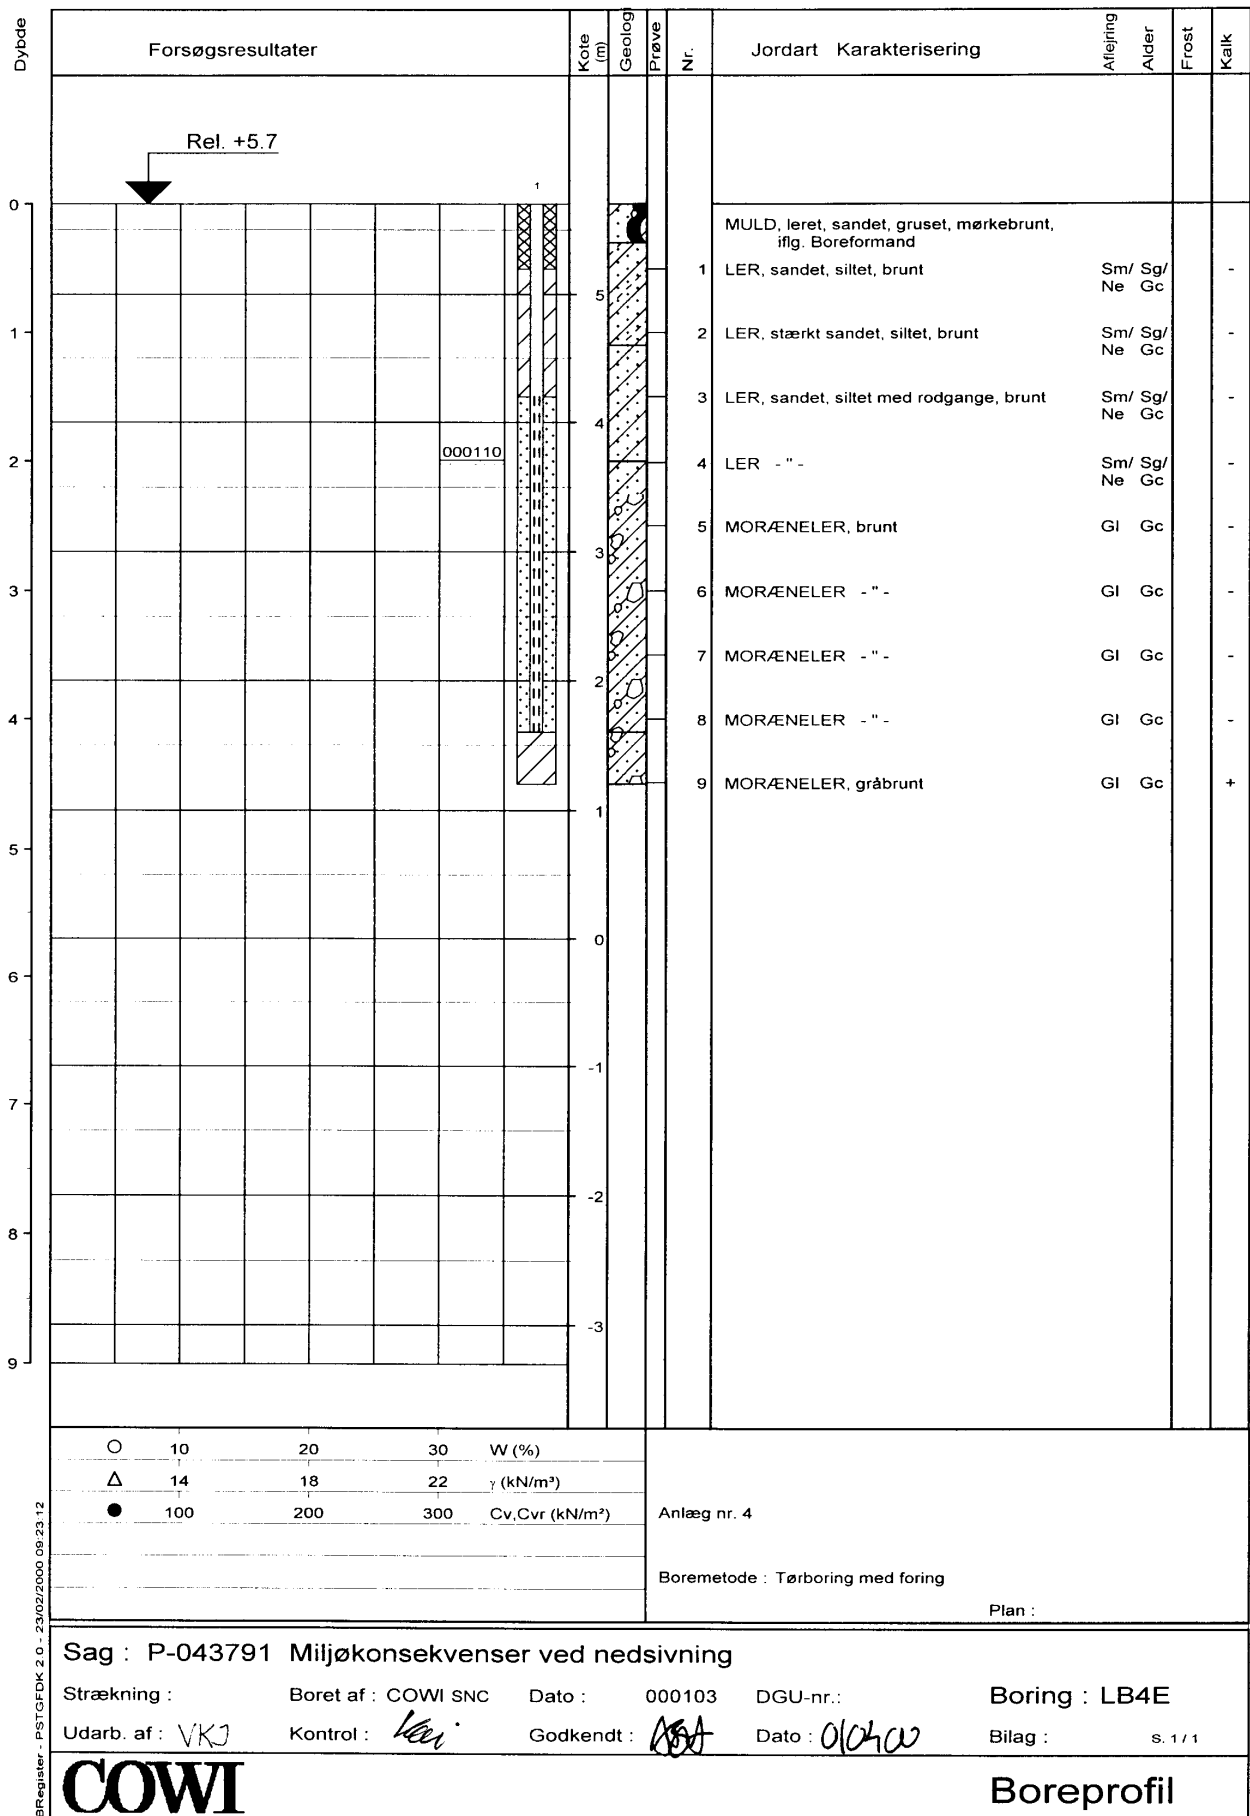 Dybde
Forsøgsresultater
Kote (m)
Geologi
Prøve
Nr.
Jordart Karakterisering
Aflejring
Alder
Frost
Kalk
Rel. +5.7
1
0
MULD, leret, sandet, gruset, mørkebrunt,
iflg. Boreformand
1 LER, sandet, siltet, brunt Sm/ Sg/ -
Ne Gc
5
1
2 LER, stærkt sandet, siltet, brunt Sm/ Sg/ -
Ne Gc
3 LER, sandet, siltet med rodgange, brunt Sm/ Sg/ -
Ne Gc
4
000110
2
4 LER - " - Sm/ Sg/ -
Ne Gc
5 MORÆNELER, brunt Gl Gc -
3
3
6 MORÆNELER - " - Gl Gc -
7 MORÆNELER - " - Gl Gc -
2
4
8 MORÆNELER - " - Gl Gc -
9 MORÆNELER, gråbrunt Gl Gc +
1
5
0
6
-1
7
-2
8
-3
9
10 20 30 W (%)
14 18 22 γ (kN/m³)
100 200 300 Cv,Cvr (kN/m²)
Anlæg nr. 4
Boremetode : Tørboring med foring
Plan :
BRegister - PSTGFDK 2.0 - 23/02/2000 09:23:12
Sag : P-043791 Miljøkonsekvenser ved nedsivning
Strækning : Boret af : COWI SNC Dato : 000103 DGU-nr.: Boring : LB4E
Udarb. af : VKJ Kontrol : Godkendt : Dato : Bilag : S. 1 / 1
COWI
Boreprofil